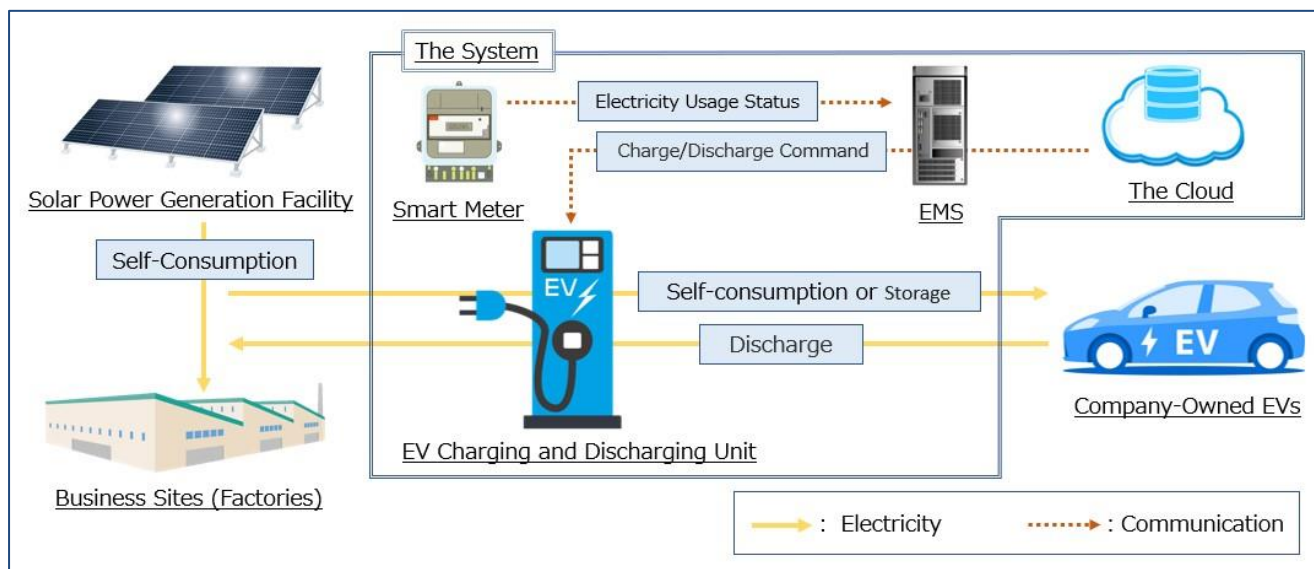 The System
Electricity Usage Status
Charge/Discharge Command
Solar Power Generation Facility
Smart Meter
EMS
The Cloud
Self-Consumption
EV
Self-consumption or Storage
Discharge
EV
Company-Owned EVs
EV Charging and Discharging Unit
Business Sites (Factories)
: Electricity
: Communication